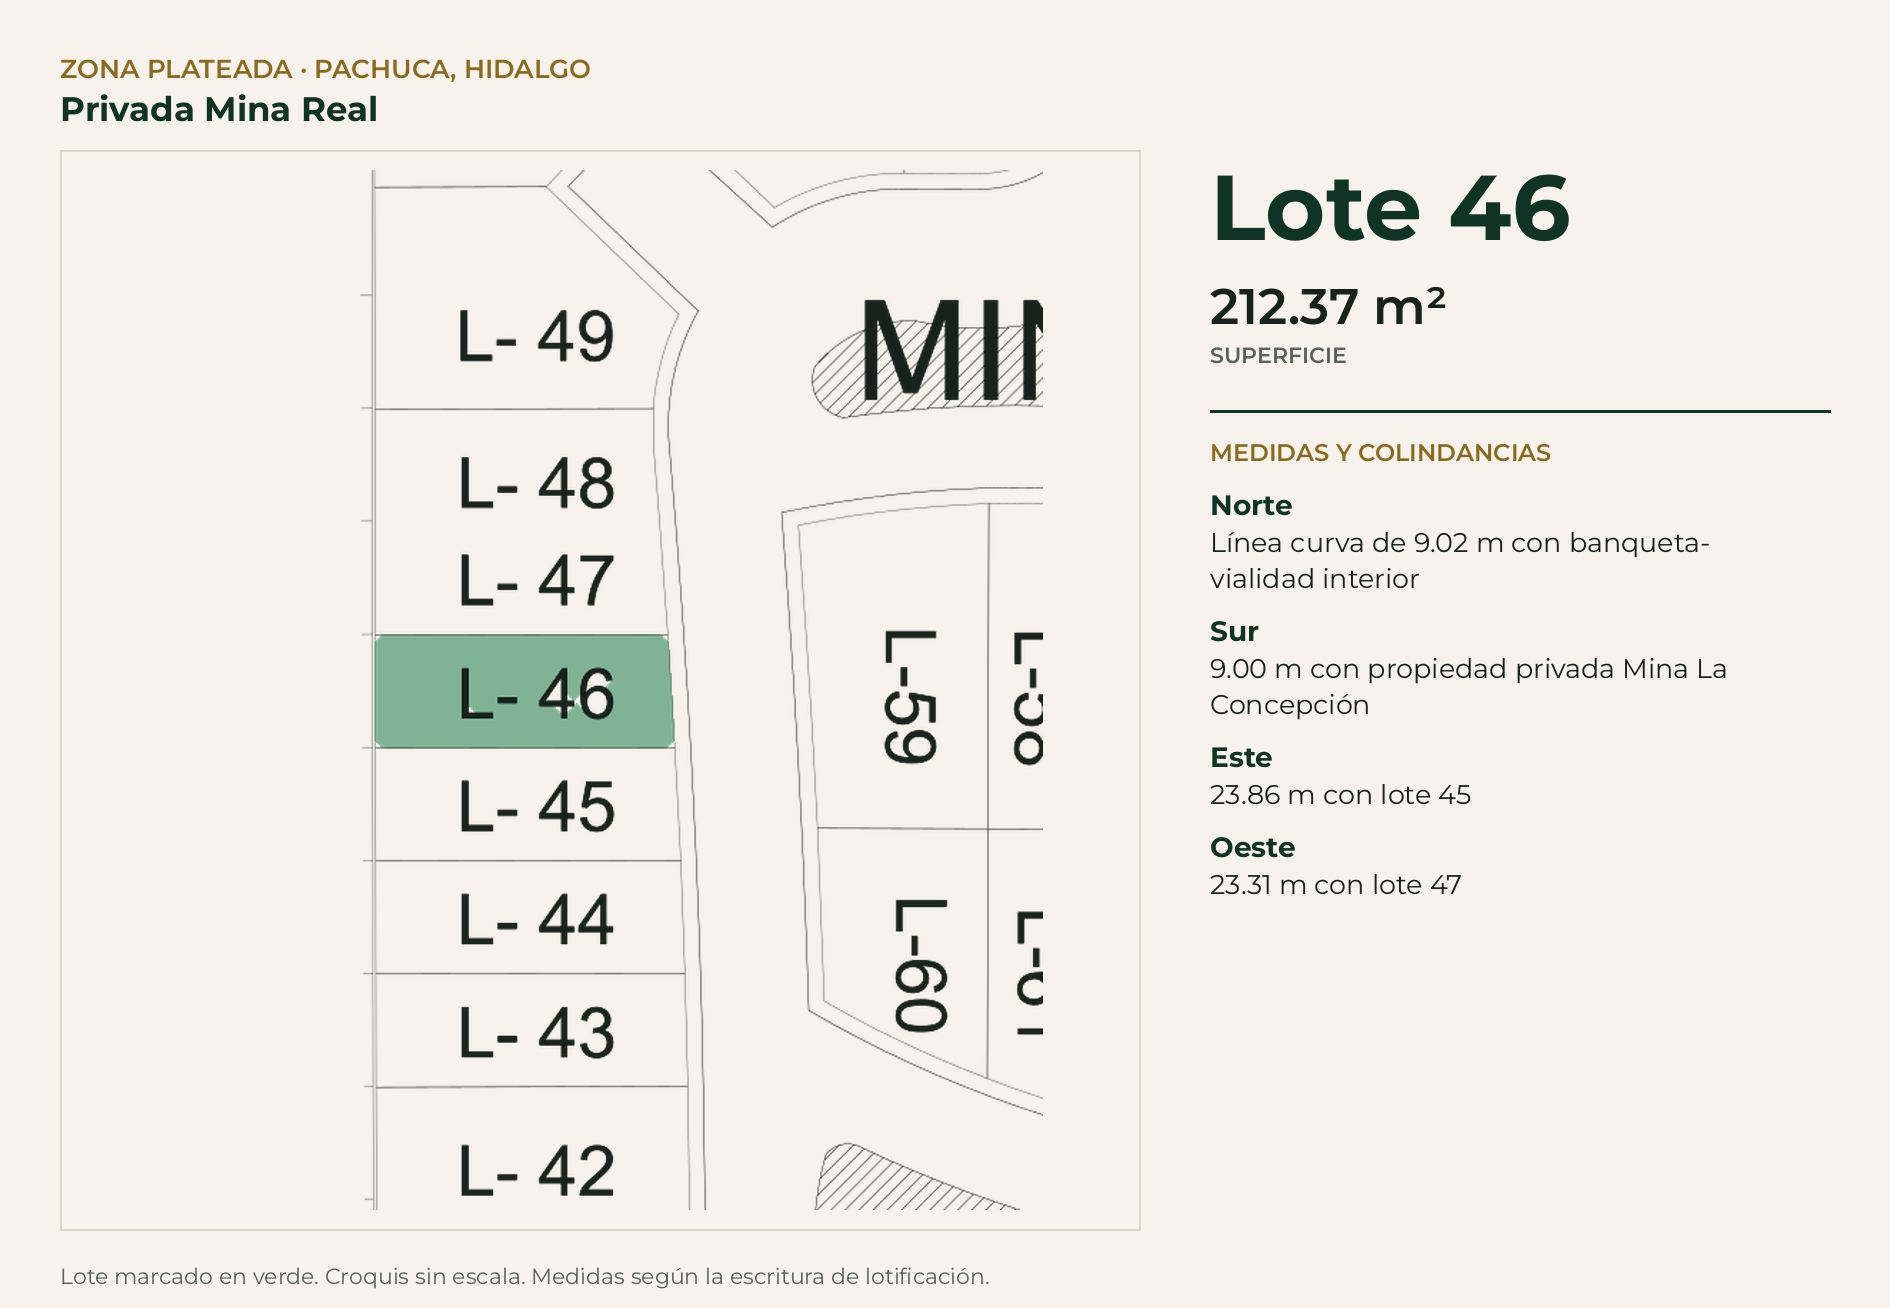 ZONA PLATEADA · PACHUCA, HIDALGO
Privada Mina Real
L- 49
L- 48
L- 47
L- 46
L- 45
L- 44
L- 43
L- 42
L-59
L-60
Lote 46
212.37 m²
SUPERFICIE
MEDIDAS Y COLINDANCIAS
Norte
Línea curva de 9.02 m con banqueta-
vialidad interior
Sur
9.00 m con propiedad privada Mina La
Concepción
Este
23.86 m con lote 45
Oeste
23.31 m con lote 47
Lote marcado en verde. Croquis sin escala. Medidas según la escritura de lotificación.